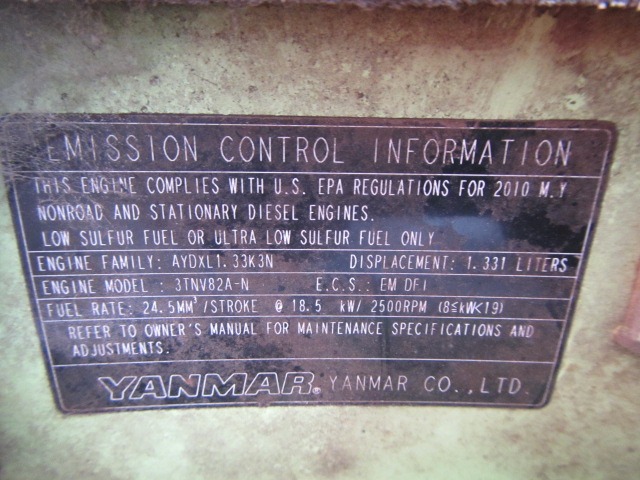 EMISSION CONTROL INFORMATION
THIS ENGINE COMPLIES WITH U.S. EPA REGULATIONS FOR 2010 M.Y
NONROAD AND STATIONARY DIESEL ENGINES.
LOW SULFUR FUEL OR ULTRA LOW SULFUR FUEL ONLY
ENGINE FAMILY: AYDXL1.33K3N DISPLACEMENT: 1.331 LITERS
ENGINE MODEL : 3TNV82A-N E.C.S.: EM DFI
FUEL RATE: 24.5MM³/STROKE @ 18.5 kW/ 2500RPM (8≤kW<19)
REFER TO OWNER'S MANUAL FOR MAINTENANCE SPECIFICATIONS AND
ADJUSTMENTS.
YANMAR® YANMAR CO.,LTD.